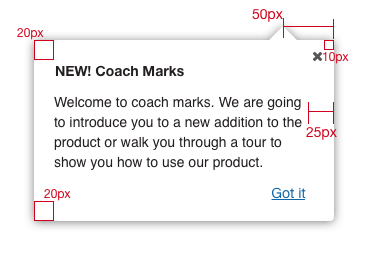 50px
20px
10px
NEW! Coach Marks
Welcome to coach marks. We are going
to introduce you to a new addition to the
product or walk you through a tour to
show you how to use our product.
25px
20px
Got it